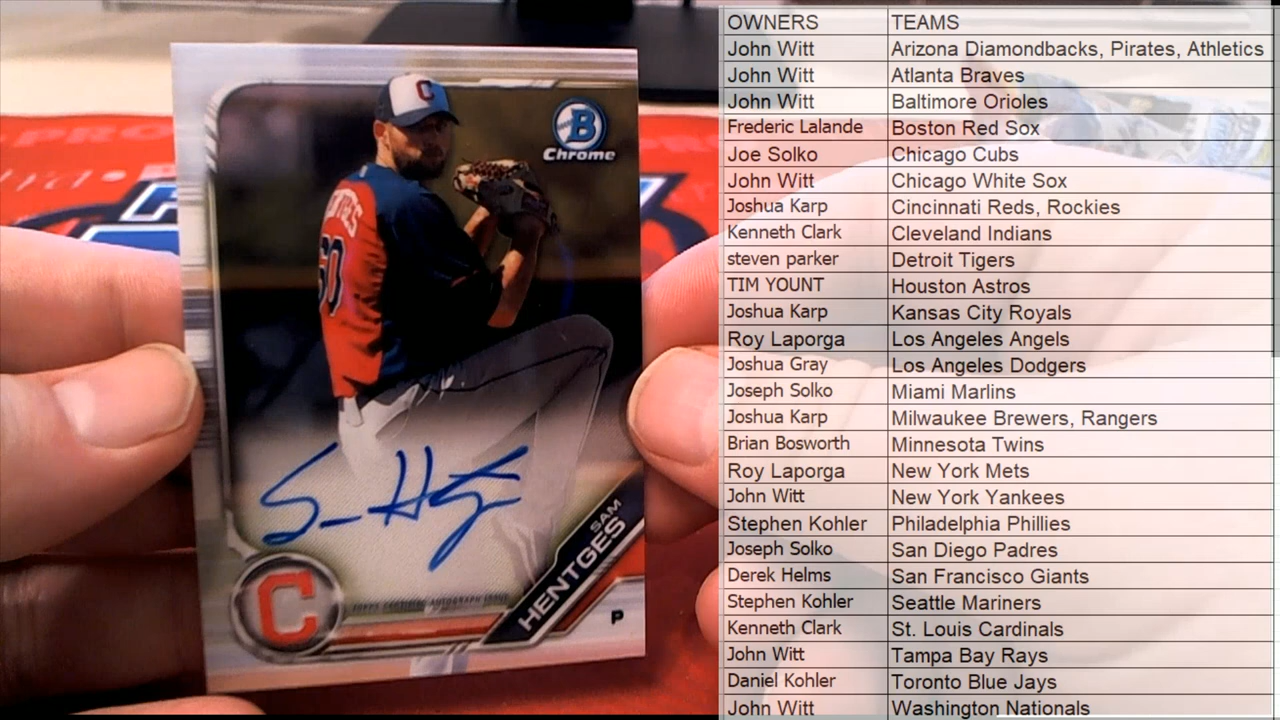 C
B
Chrome
60
SAM
HENTGES
C
TOPPS CERTIFIED AUTOGRAPH ISSUE
P
PRO
OWNERS TEAMS
John Witt Arizona Diamondbacks, Pirates, Athletics
John Witt Atlanta Braves
John Witt Baltimore Orioles
Frederic Lalande Boston Red Sox
Joe Solko Chicago Cubs
John Witt Chicago White Sox
Joshua Karp Cincinnati Reds, Rockies
Kenneth Clark Cleveland Indians
steven parker Detroit Tigers
TIM YOUNT Houston Astros
Joshua Karp Kansas City Royals
Roy Laporga Los Angeles Angels
Joshua Gray Los Angeles Dodgers
Joseph Solko Miami Marlins
Joshua Karp Milwaukee Brewers, Rangers
Brian Bosworth Minnesota Twins
Roy Laporga New York Mets
John Witt New York Yankees
Stephen Kohler Philadelphia Phillies
Joseph Solko San Diego Padres
Derek Helms San Francisco Giants
Stephen Kohler Seattle Mariners
Kenneth Clark St. Louis Cardinals
John Witt Tampa Bay Rays
Daniel Kohler Toronto Blue Jays
John Witt Washington Nationals